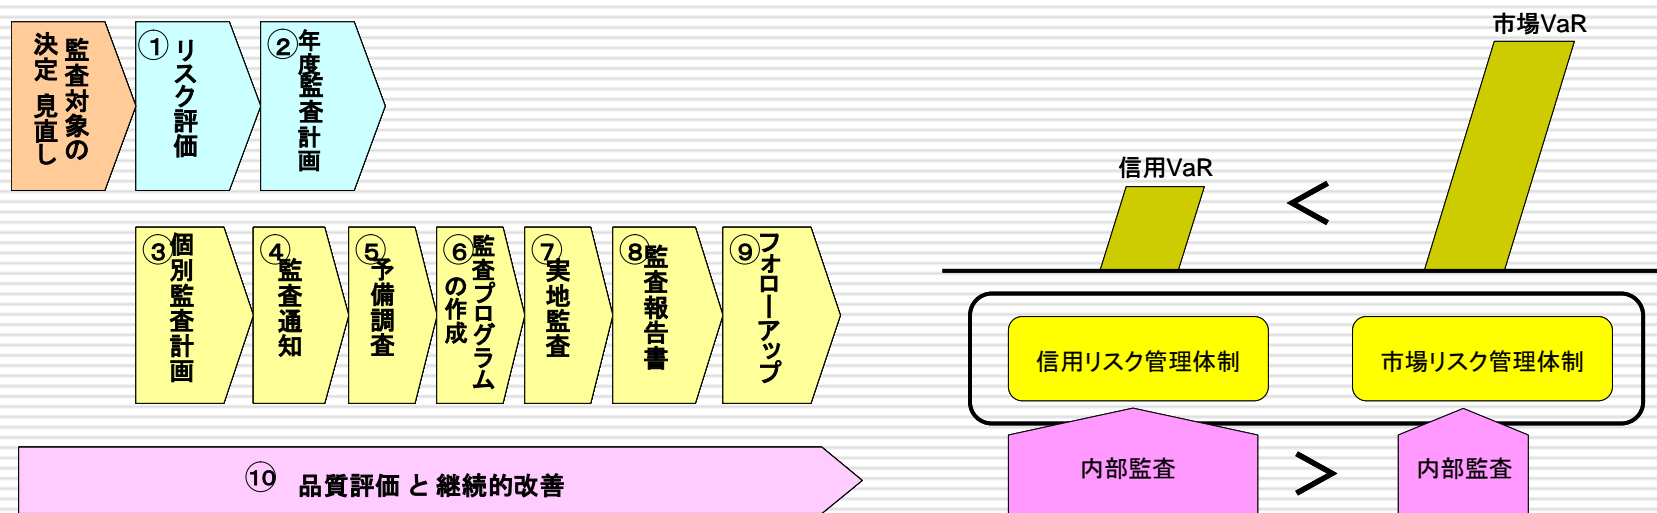 監査対象の
決定 見直し
①
リスク評価
②
年度監査計画
③
個別監査計画
④
監査通知
⑤
予備調査
⑥
監査プログラム
の作成
⑦
実地監査
⑧
監査報告書
⑨
フォローアップ
⑩ 品質評価 と 継続的改善
市場VaR
信用VaR
<
信用リスク管理体制
市場リスク管理体制
内部監査
>
内部監査